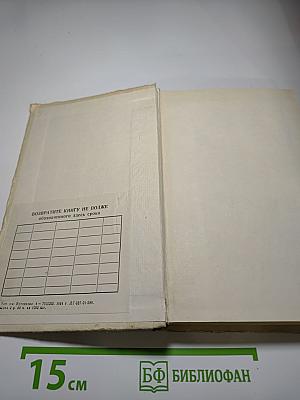 ВОЗВРАТИТЕ КНИГУ НЕ ПОЗЖЕ
обозначенного здесь срока
15 см
БФ БИБЛИОФАН